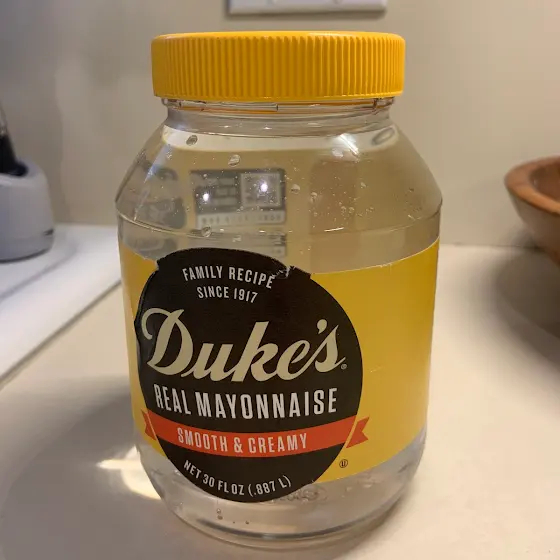 FAMILY RECIPE
SINCE 1917
Duke's®
REAL MAYONNAISE
SMOOTH & CREAMY
NET 30 FL OZ (.887 L)